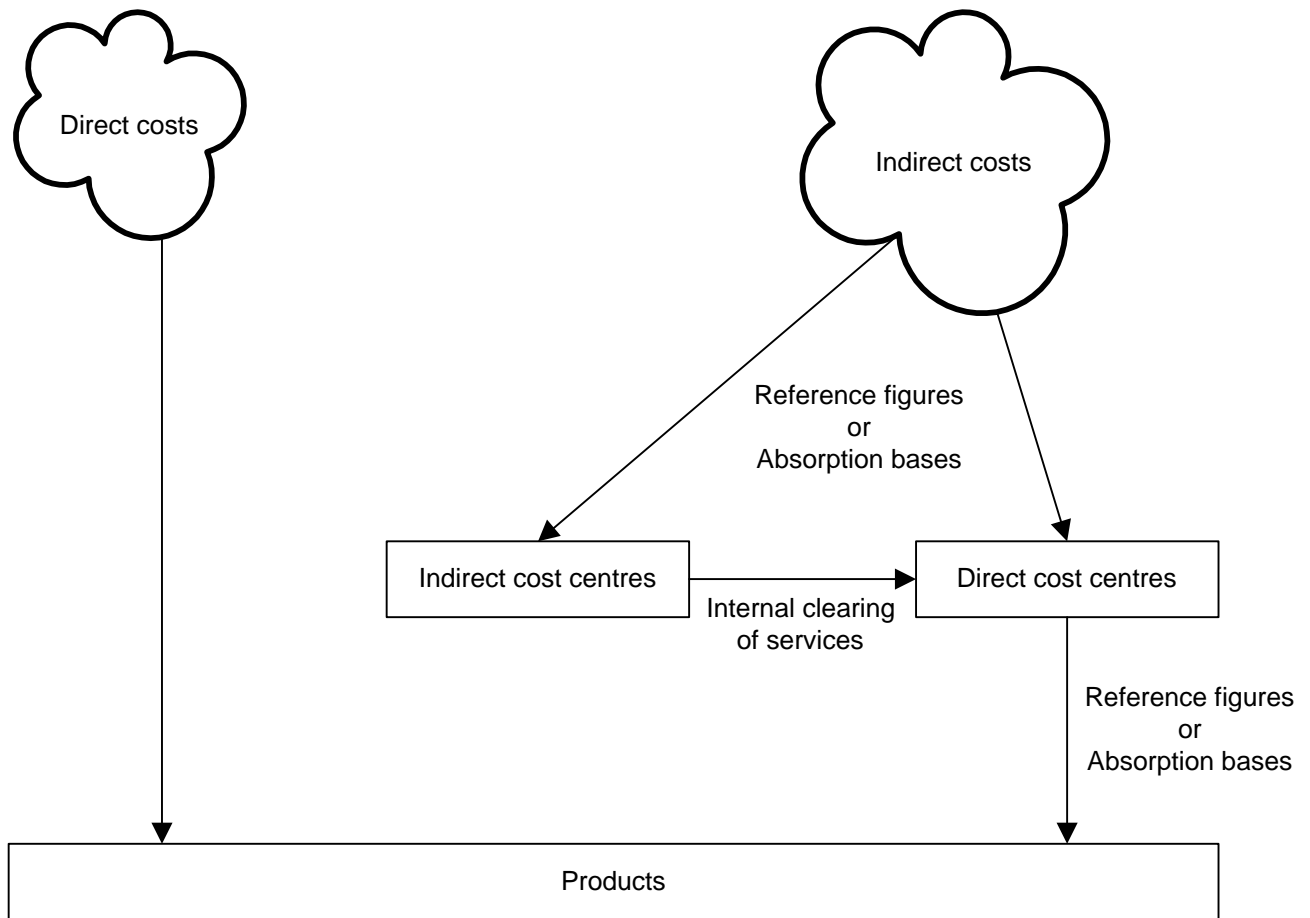 Direct costs
Indirect costs
Reference figures
or
Absorption bases
Indirect cost centres
Direct cost centres
Internal clearing
of services
Reference figures
or
Absorption bases
Products